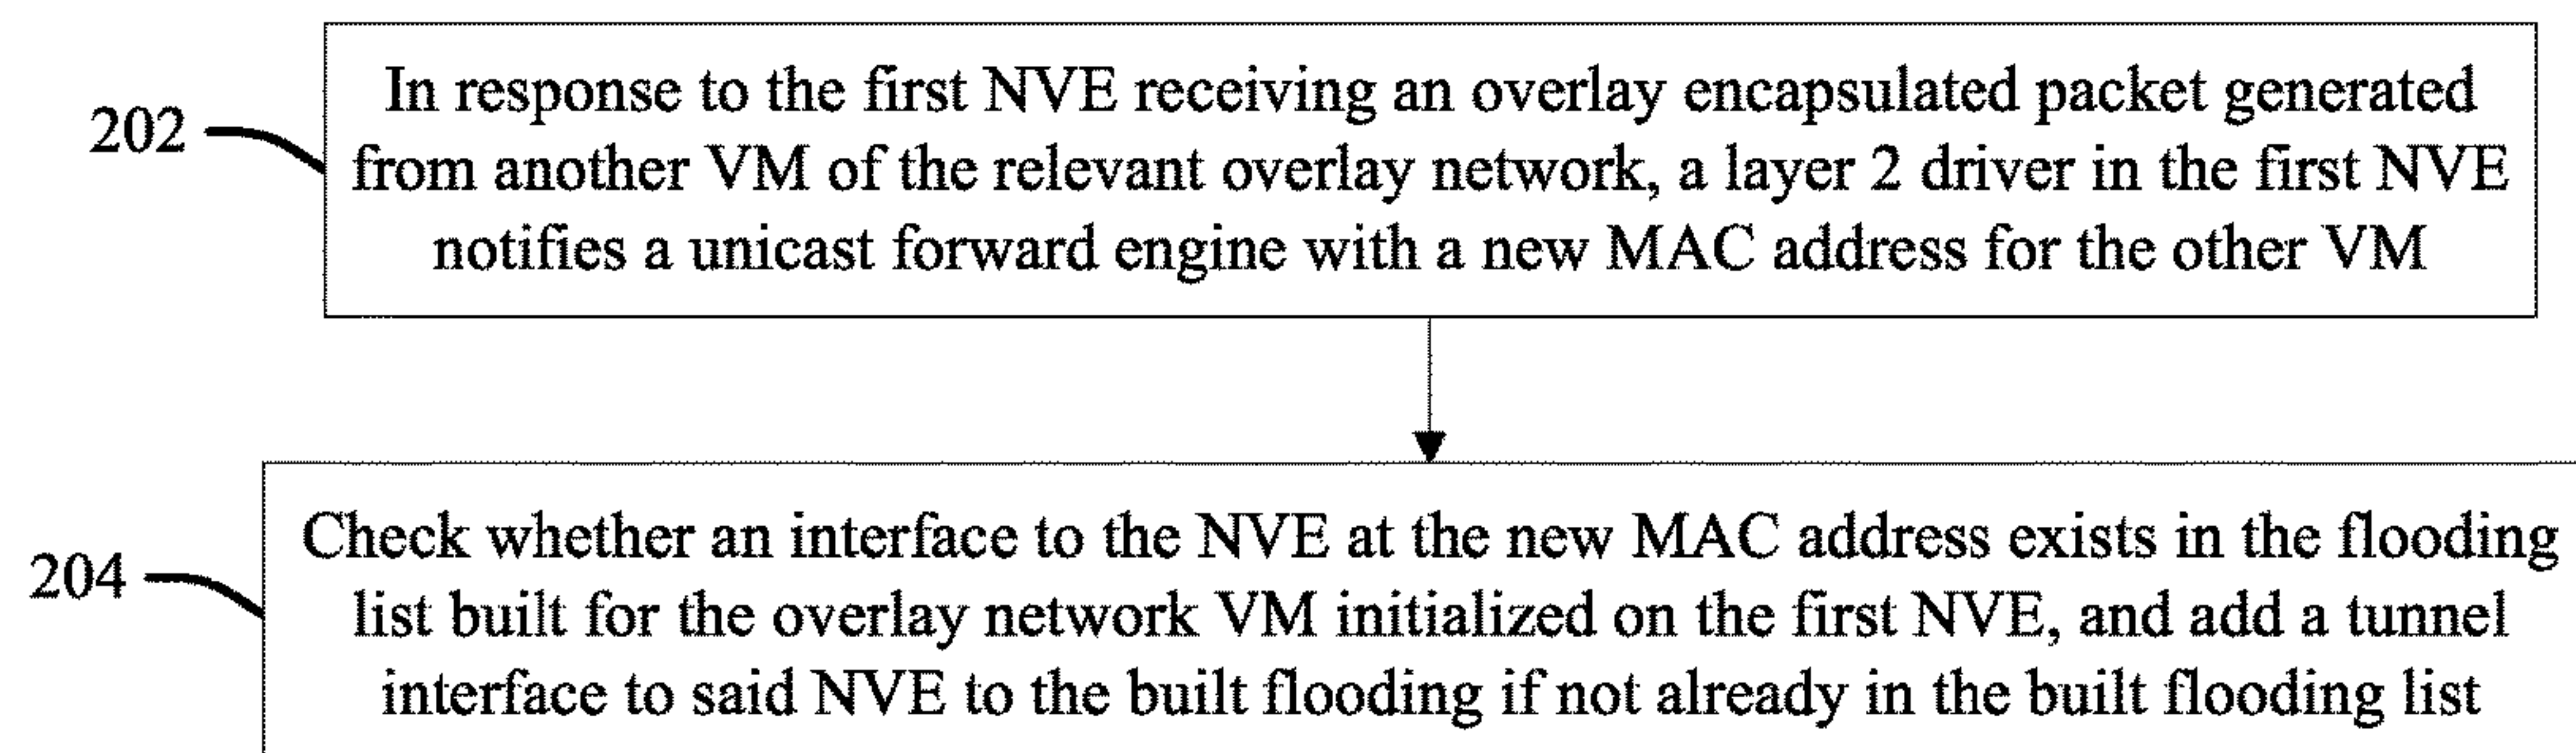 202
In response to the first NVE receiving an overlay encapsulated packet generated
from another VM of the relevant overlay network, a layer 2 driver in the first NVE
notifies a unicast forward engine with a new MAC address for the other VM
204
Check whether an interface to the NVE at the new MAC address exists in the flooding
list built for the overlay network VM initialized on the first NVE, and add a tunnel
interface to said NVE to the built flooding if not already in the built flooding list